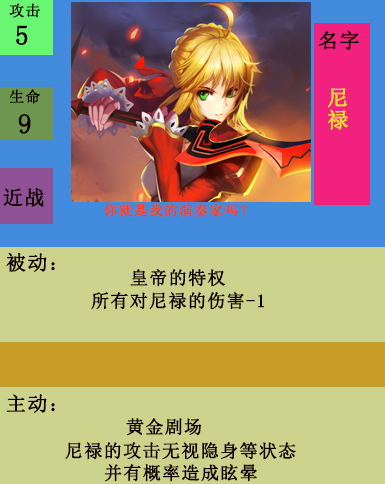 攻击
5
生命
9
近战
名字
尼禄
你就是我的演奏家吗?
被动：
皇帝的特权
所有对尼禄的伤害-1
主动：
黄金剧场
尼禄的攻击无视隐身等状态
并有概率造成眩晕